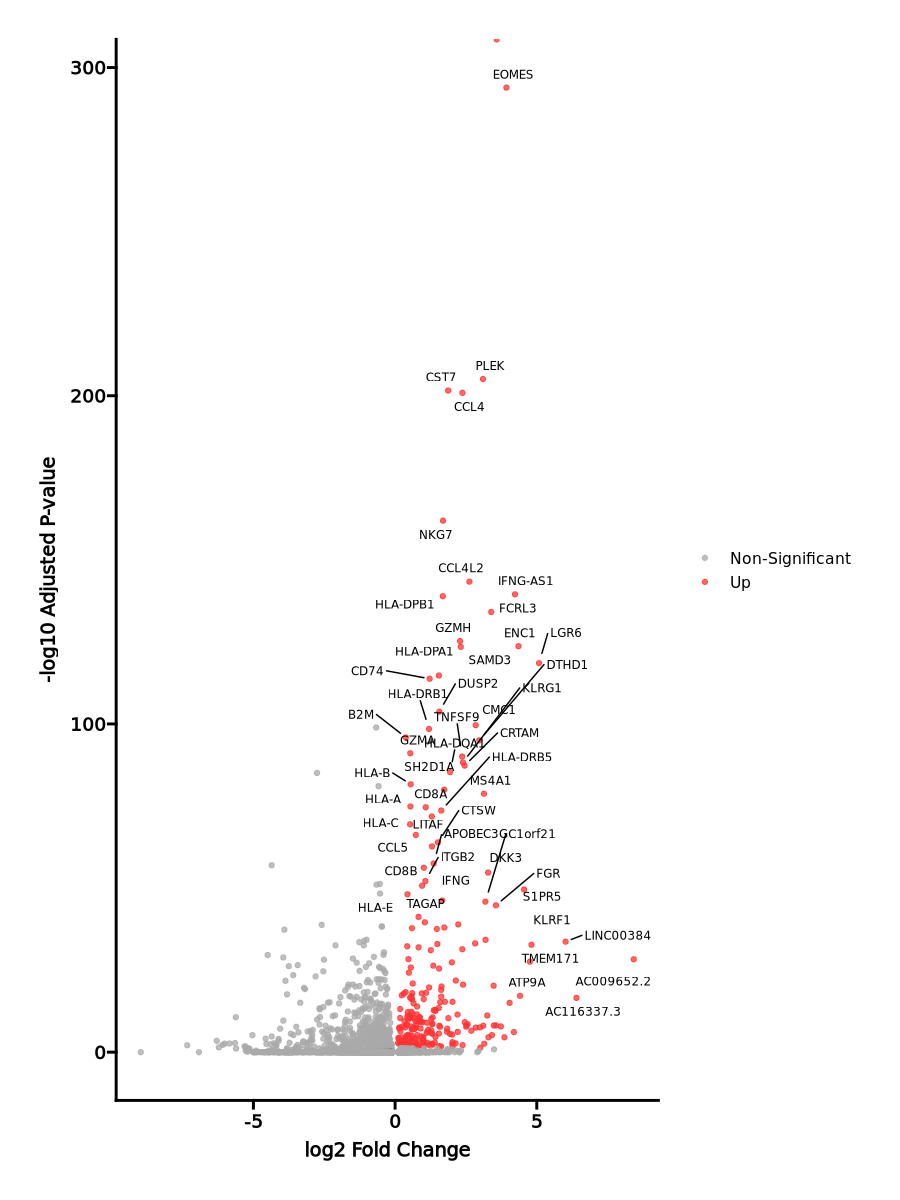 300
EOMES
PLEK
CST7
200
CCL4
NKG7
CCL4L2
IFNG-AS1
HLA-DPB1
FCRL3
GZMH
ENC1
LGR6
HLA-DPA1
SAMD3
DTHD1
CD74
DUSP2
KLRG1
HLA-DRB1
CMC1
B2M
TNFSF9
100
CRTAM
GZMA
HLA-DQA1
HLA-DRB5
SH2D1A
HLA-B
MS4A1
CD8A
HLA-A
CTSW
HLA-C
LITAF
APOBEC3G
C1orf21
CCL5
ITGB2
DKK3
CD8B
IFNG
FGR
S1PR5
HLA-E
TAGAP
KLRF1
LINC00384
TMEM171
ATP9A
AC009652.2
AC116337.3
0
-5
0
5
log2 Fold Change
-log10 Adjusted P-value
Non-Significant
Up